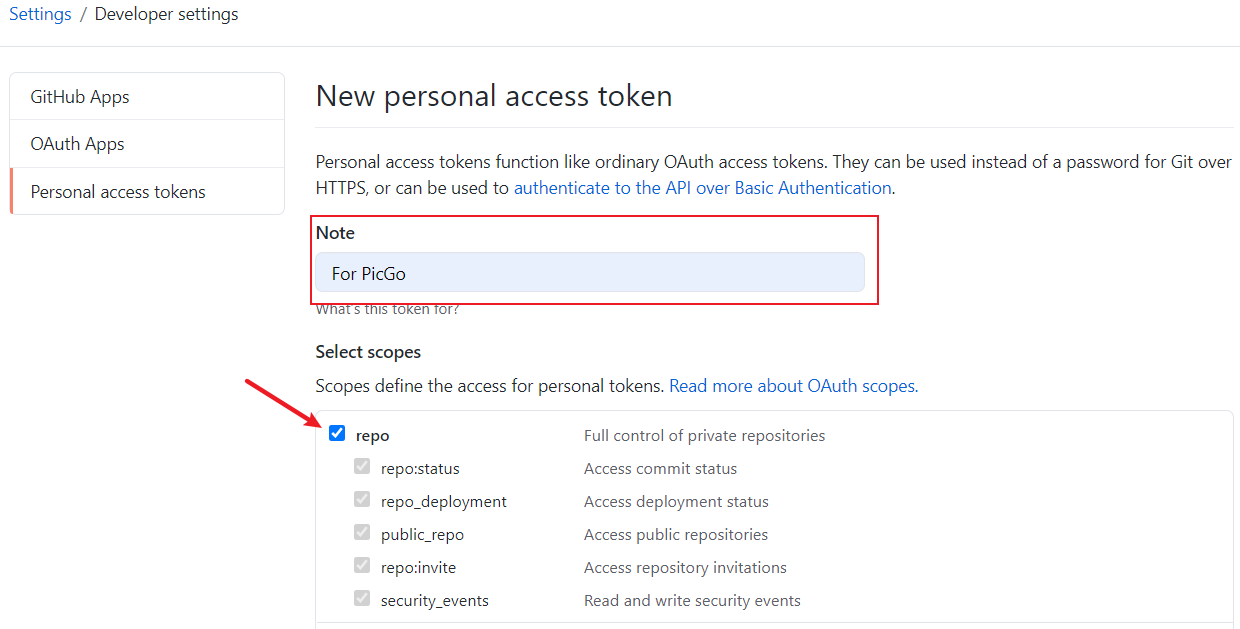 Settings / Developer settings
GitHub Apps
OAuth Apps
Personal access tokens
New personal access token
Personal access tokens function like ordinary OAuth access tokens. They can be used instead of a password for Git over
HTTPS, or can be used to authenticate to the API over Basic Authentication.
Note
For PicGo
What's this token for?
Select scopes
Scopes define the access for personal tokens. Read more about OAuth scopes.
repo Full control of private repositories
repo:status Access commit status
repo_deployment Access deployment status
public_repo Access public repositories
repo:invite Access repository invitations
security_events Read and write security events